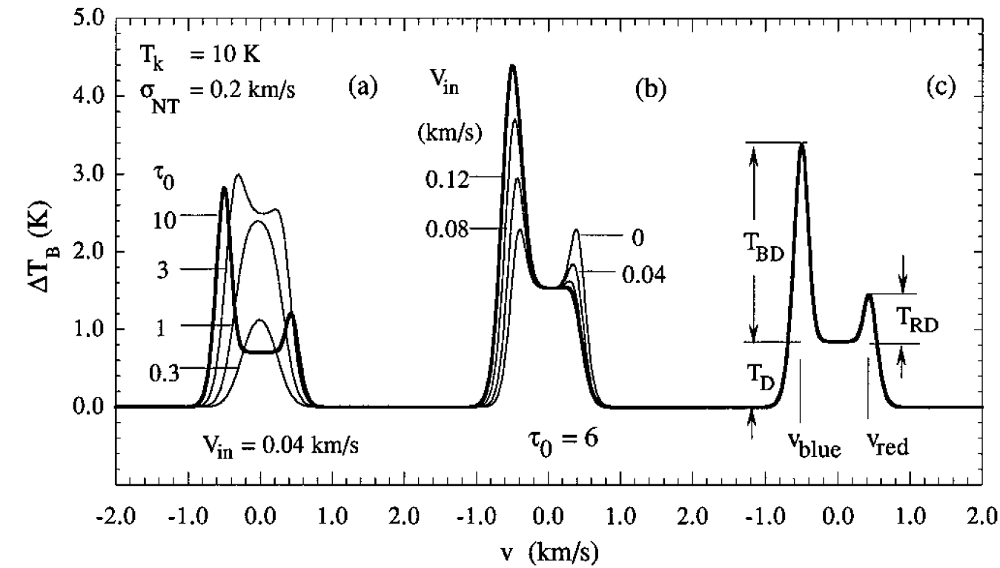 5.0
4.0
3.0
2.0
1.0
0.0
ΔT_B (K)
T_k = 10 K
σ_NT = 0.2 km/s
(a)
τ_0
10
3
1
0.3
V_in = 0.04 km/s
V_in
(km/s)
0.12
0.08
(b)
0
0.04
τ_0 = 6
(c)
T_BD
T_D
T_RD
v_blue
v_red
-2.0 -1.0 0.0 1.0 -1.0 0.0 1.0 2.0 -1.0 0.0 1.0 2.0
v (km/s)